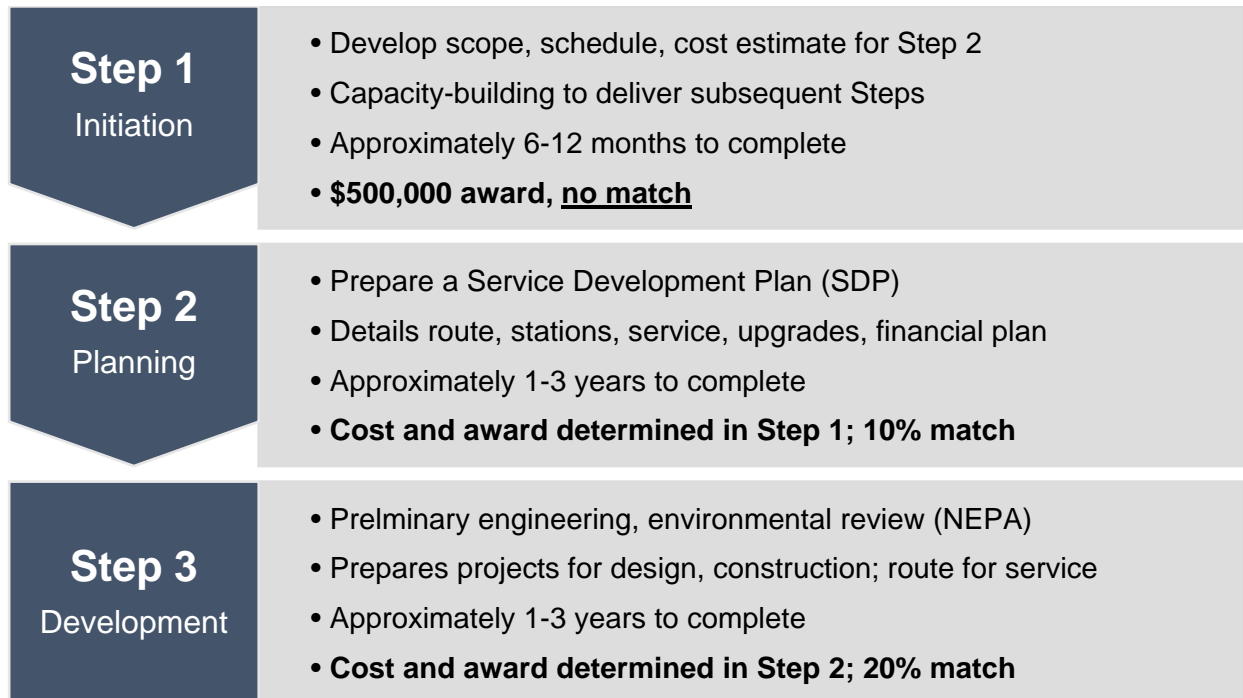 Step 1
Initiation
• Develop scope, schedule, cost estimate for Step 2
• Capacity-building to deliver subsequent Steps
• Approximately 6-12 months to complete
• $500,000 award, no match
Step 2
Planning
• Prepare a Service Development Plan (SDP)
• Details route, stations, service, upgrades, financial plan
• Approximately 1-3 years to complete
• Cost and award determined in Step 1; 10% match
Step 3
Development
• Prelminary engineering, environmental review (NEPA)
• Prepares projects for design, construction; route for service
• Approximately 1-3 years to complete
• Cost and award determined in Step 2; 20% match